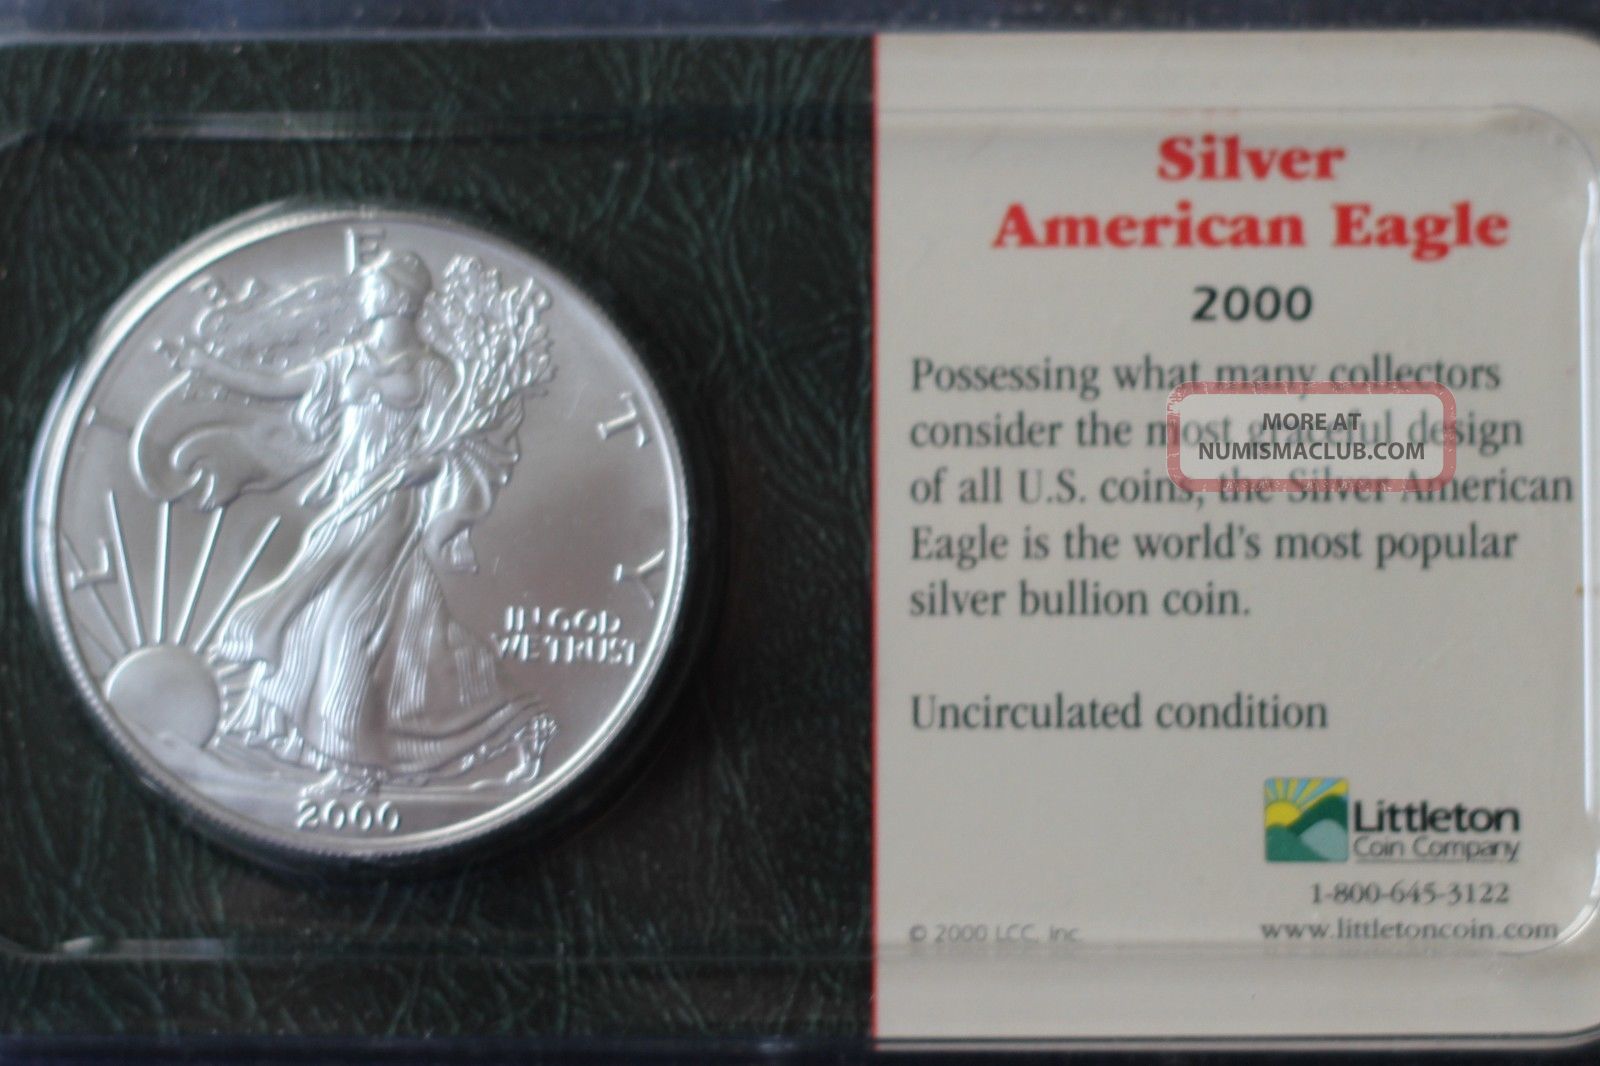 LIBERTY
IN GOD
WE TRUST
2000
Silver
American Eagle
2000
Possessing what many collectors
consider the most graceful design
of all U.S. coins, the Silver American
Eagle is the world's most popular
silver bullion coin.
Uncirculated condition
MORE AT
NUMISMACLUB.COM
Littleton
Coin Company
1-800-645-3122
© 2000 LCC, Inc.
www.littletoncoin.com